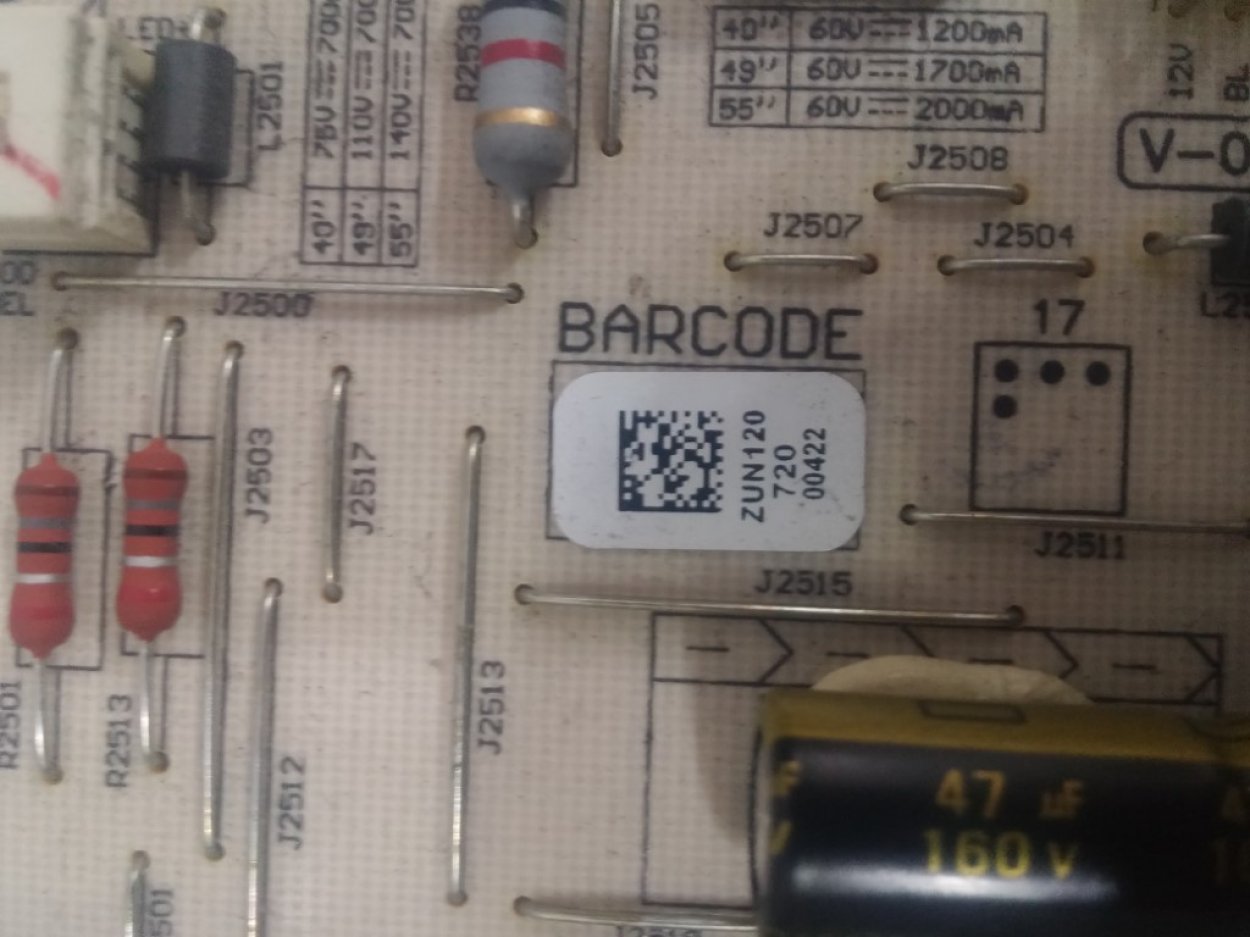 LED+
L2501
75V 700
110V 700
140V 700
40" 49" 55"
R2538
J2505
40" 60V 1200mA
49" 60V 1700mA
55" 60V 2000mA
12V
BL
V-0
J2508
J2507
J2504
J2500
BARCODE
17
ZUN120
720
00422
J2503
J2517
J2511
J2515
J2513
R2501
R2513
J2512
47 µF
160 V